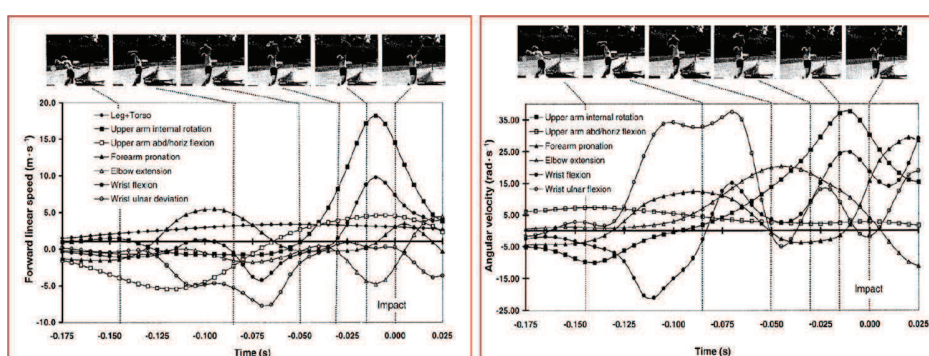 20.0
15.0
10.0
5.0
0.0
-5.0
-10.0
Forward linear speed (m·s⁻¹)
Leg+Torso
Upper arm internal rotation
Upper arm abd/horiz flexion
Forearm pronation
Elbow extension
Wrist flexion
Wrist ulnar deviation
Impact
-0.175 -0.150 -0.125 -0.100 -0.075 -0.050 -0.025 0.000 0.025
Time (s)
35.00
25.00
15.00
5.00
-5.00
-15.00
-25.00
Angular velocity (rad·s⁻¹)
Upper arm internal rotation
Upper arm abd/horiz flexion
Forearm pronation
Elbow extension
Wrist flexion
Wrist ulnar flexion
Impact
-0.175 -0.150 -0.125 -0.100 -0.075 -0.050 -0.025 0.000 0.025
Time (s)